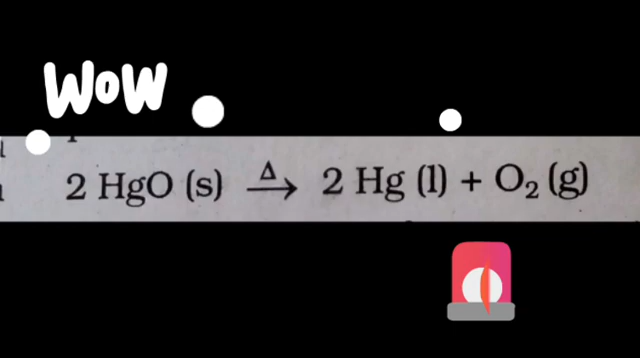 WOW
2 HgO (s) Δ→ 2 Hg (l) + O₂ (g)